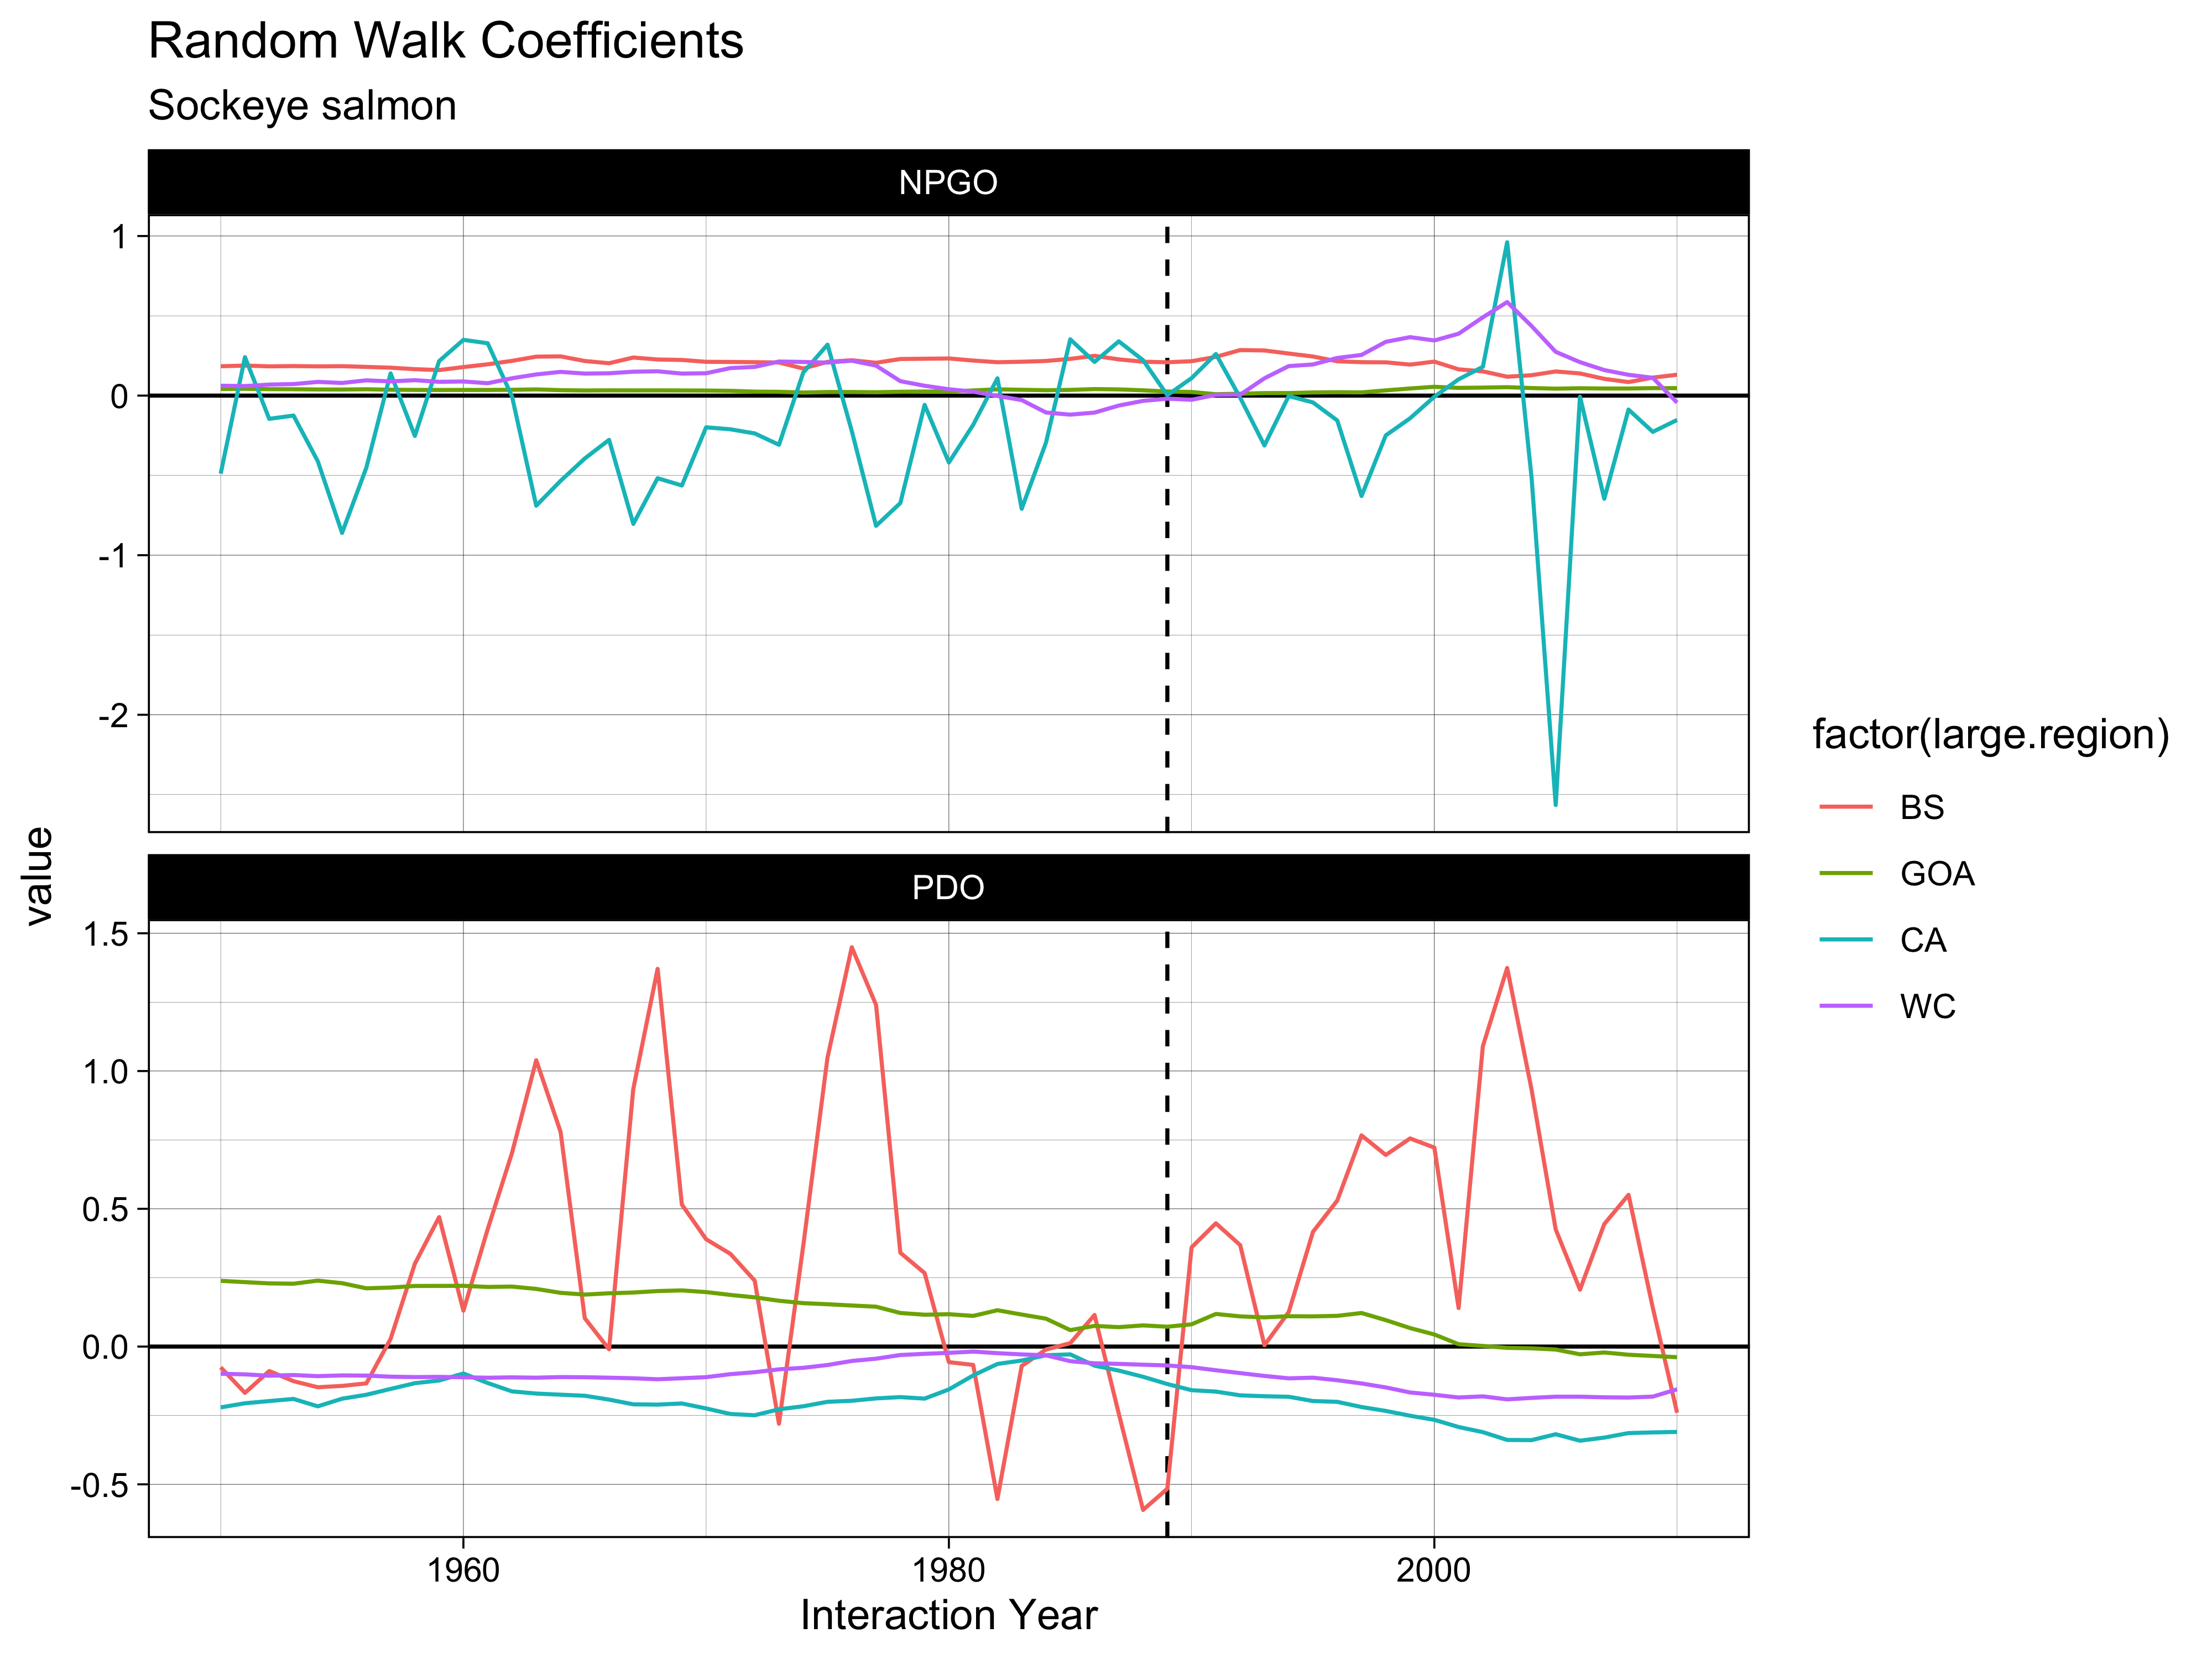 Random Walk Coefficients
Sockeye salmon
NPGO
1
0
-1
-2
PDO
1.5
1.0
0.5
0.0
-0.5
1960 1980 2000
Interaction Year
value
factor(large.region)
BS
GOA
CA
WC